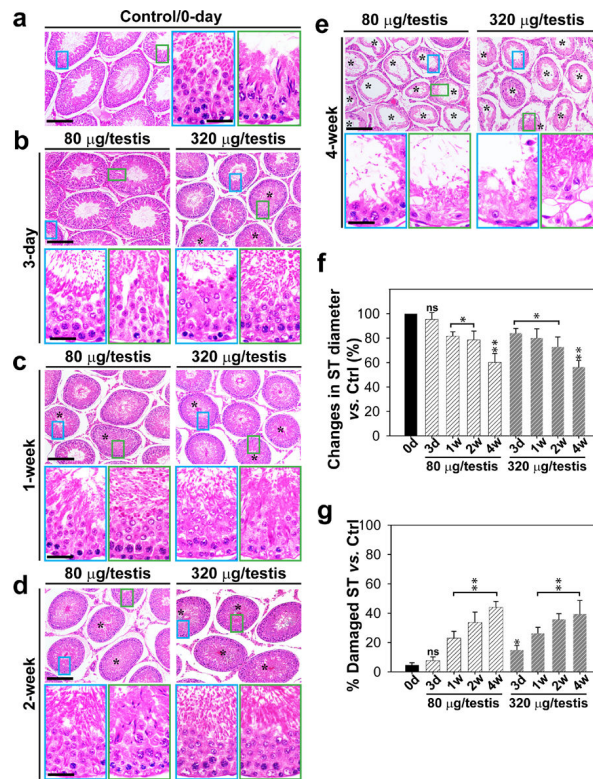 a
Control/0-day
b
80 μg/testis 320 μg/testis
*
* *
3-day
c
80 μg/testis 320 μg/testis
* *
* *
1-week
d
80 μg/testis 320 μg/testis
* *
* *
2-week
e
80 μg/testis 320 μg/testis
* * * * *
* * * * *
* * * * *
4-week
f
Changes in ST diameter
vs. Ctrl (%)
100
80
60
40
20
0
ns * ** * **
0d 3d 1w 2w 4w 3d 1w 2w 4w
80 μg/testis 320 μg/testis
g
% Damaged ST vs. Ctrl
100
80
60
40
20
0
ns ** * **
0d 3d 1w 2w 4w 3d 1w 2w 4w
80 μg/testis 320 μg/testis